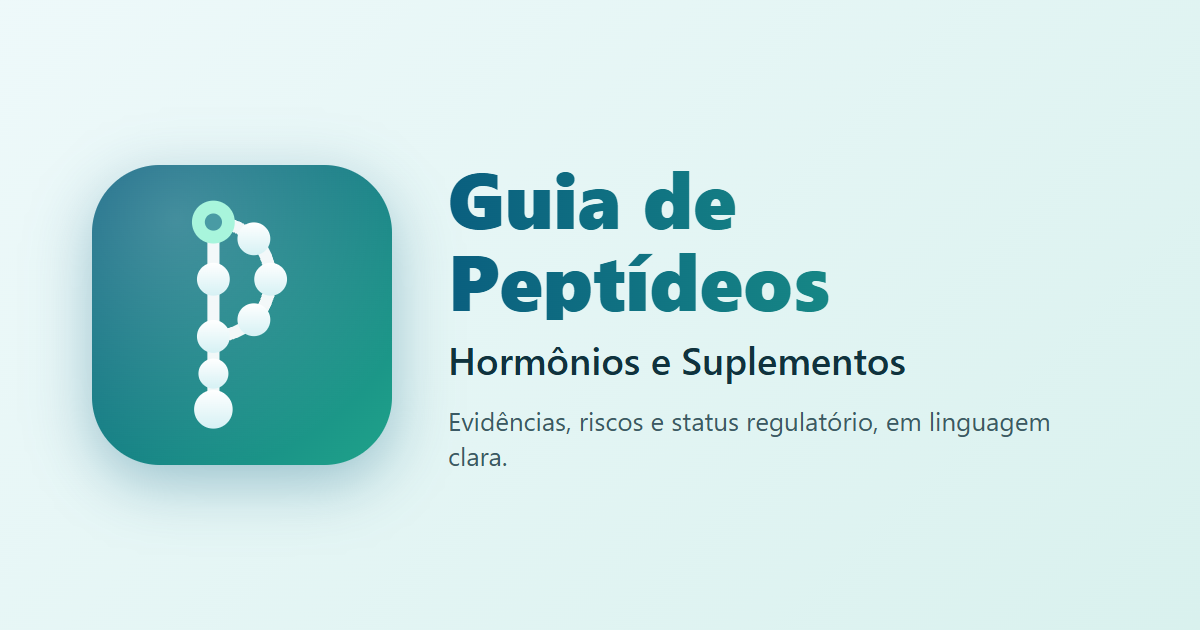 Guia de
Peptídeos
Hormônios e Suplementos
Evidências, riscos e status regulatório, em linguagem
clara.